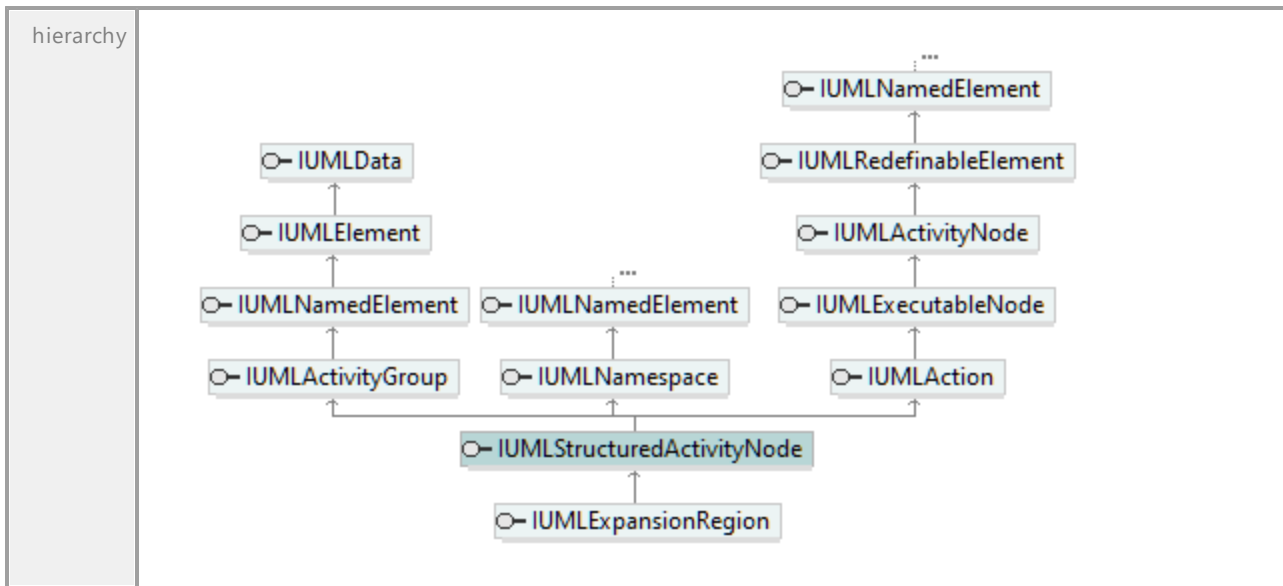 hierarchy
...
IUMLNamedElement
IUMLData
IUMLRedefinableElement
IUMLElement
IUMLActivityNode
...
IUMLNamedElement
IUMLNamedElement
IUMLExecutableNode
IUMLActivityGroup
IUMLNamespace
IUMLAction
IUMLStructuredActivityNode
IUMLExpansionRegion